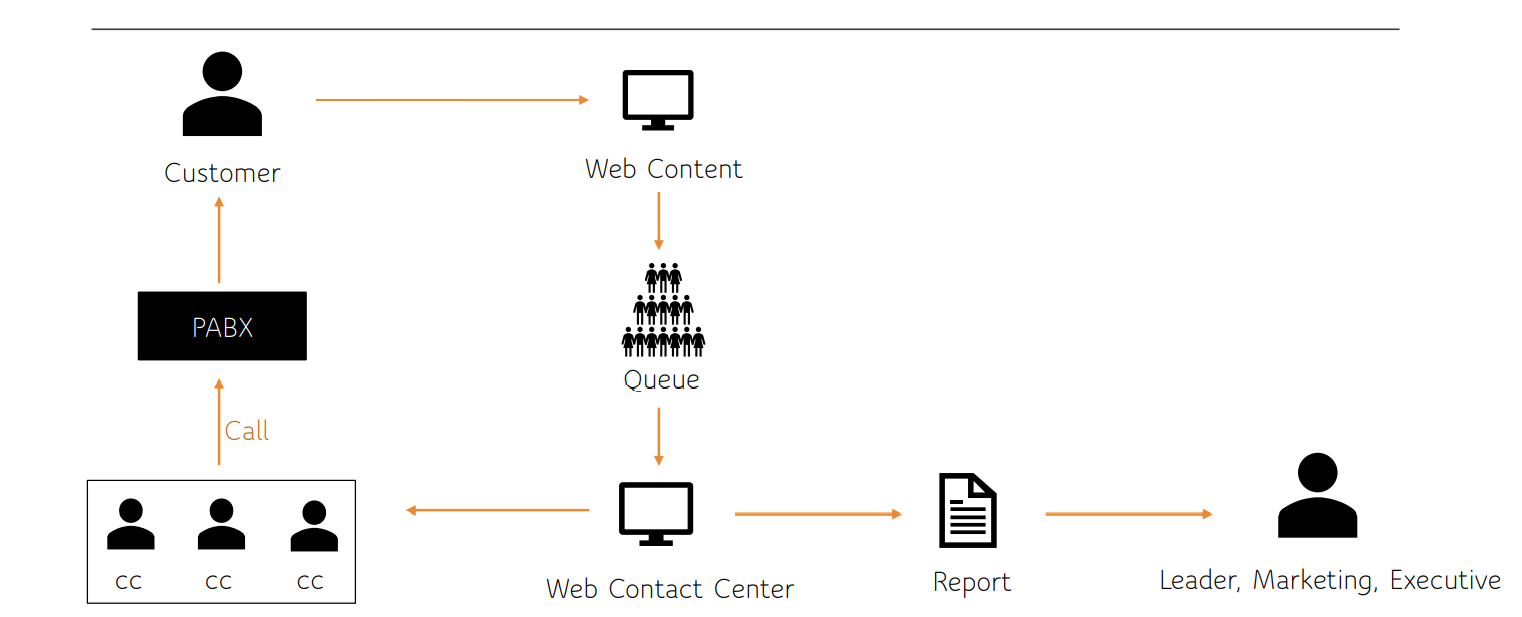 Customer
Web Content
PABX
Queue
Call
CC CC CC
Web Contact Center
Report
Leader, Marketing, Executive